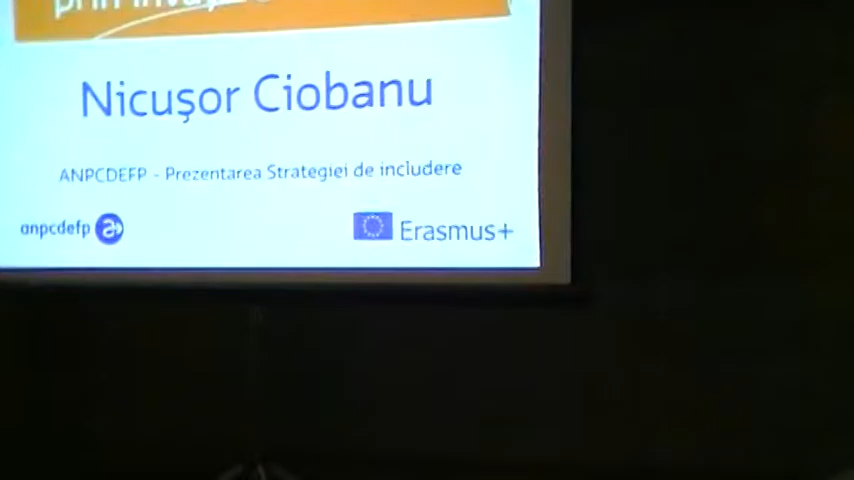 Nicușor Ciobanu
ANPCDEFP - Prezentarea Strategiei de includere
anpcdefp
Erasmus+